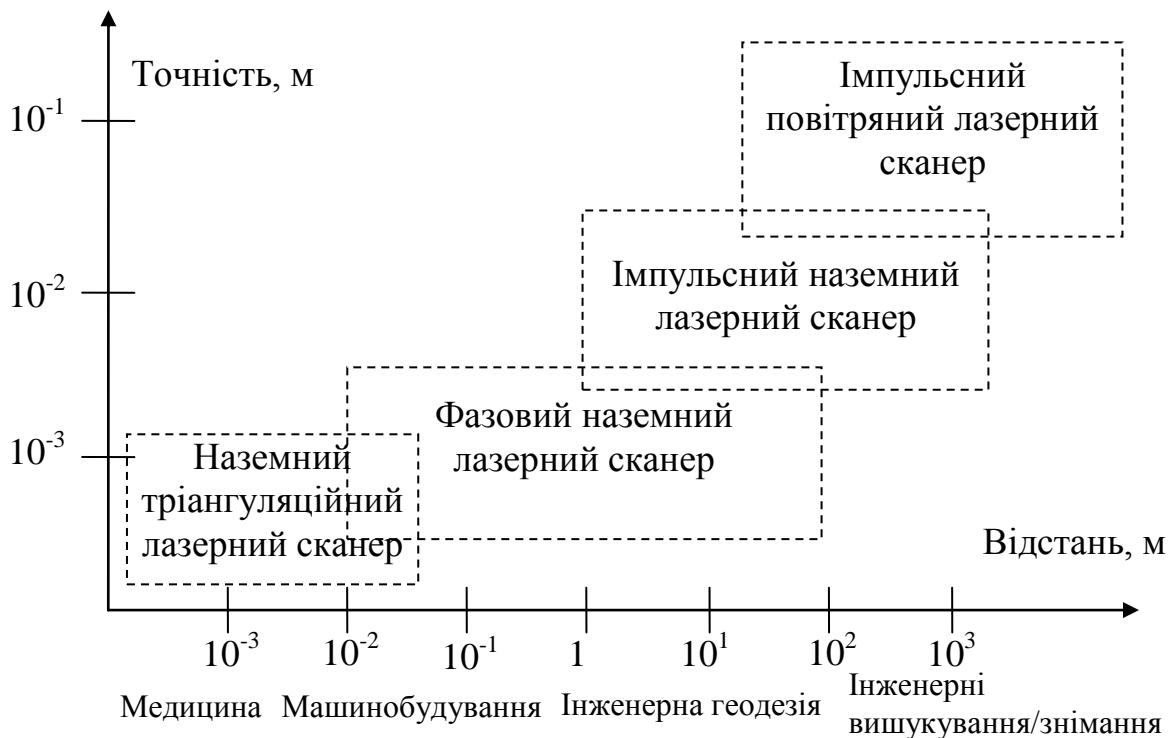 Точність, м
Імпульсний
повітряний лазерний
сканер
10⁻¹
Імпульсний наземний
лазерний сканер
10⁻²
Фазовий наземний
лазерний сканер
10⁻³
Наземний
тріангуляційний
лазерний сканер
Відстань, м
10⁻³ 10⁻² 10⁻¹ 1 10¹ 10² 10³
Медицина Машинобудування Інженерна геодезія Інженерні
вишукування/знімання